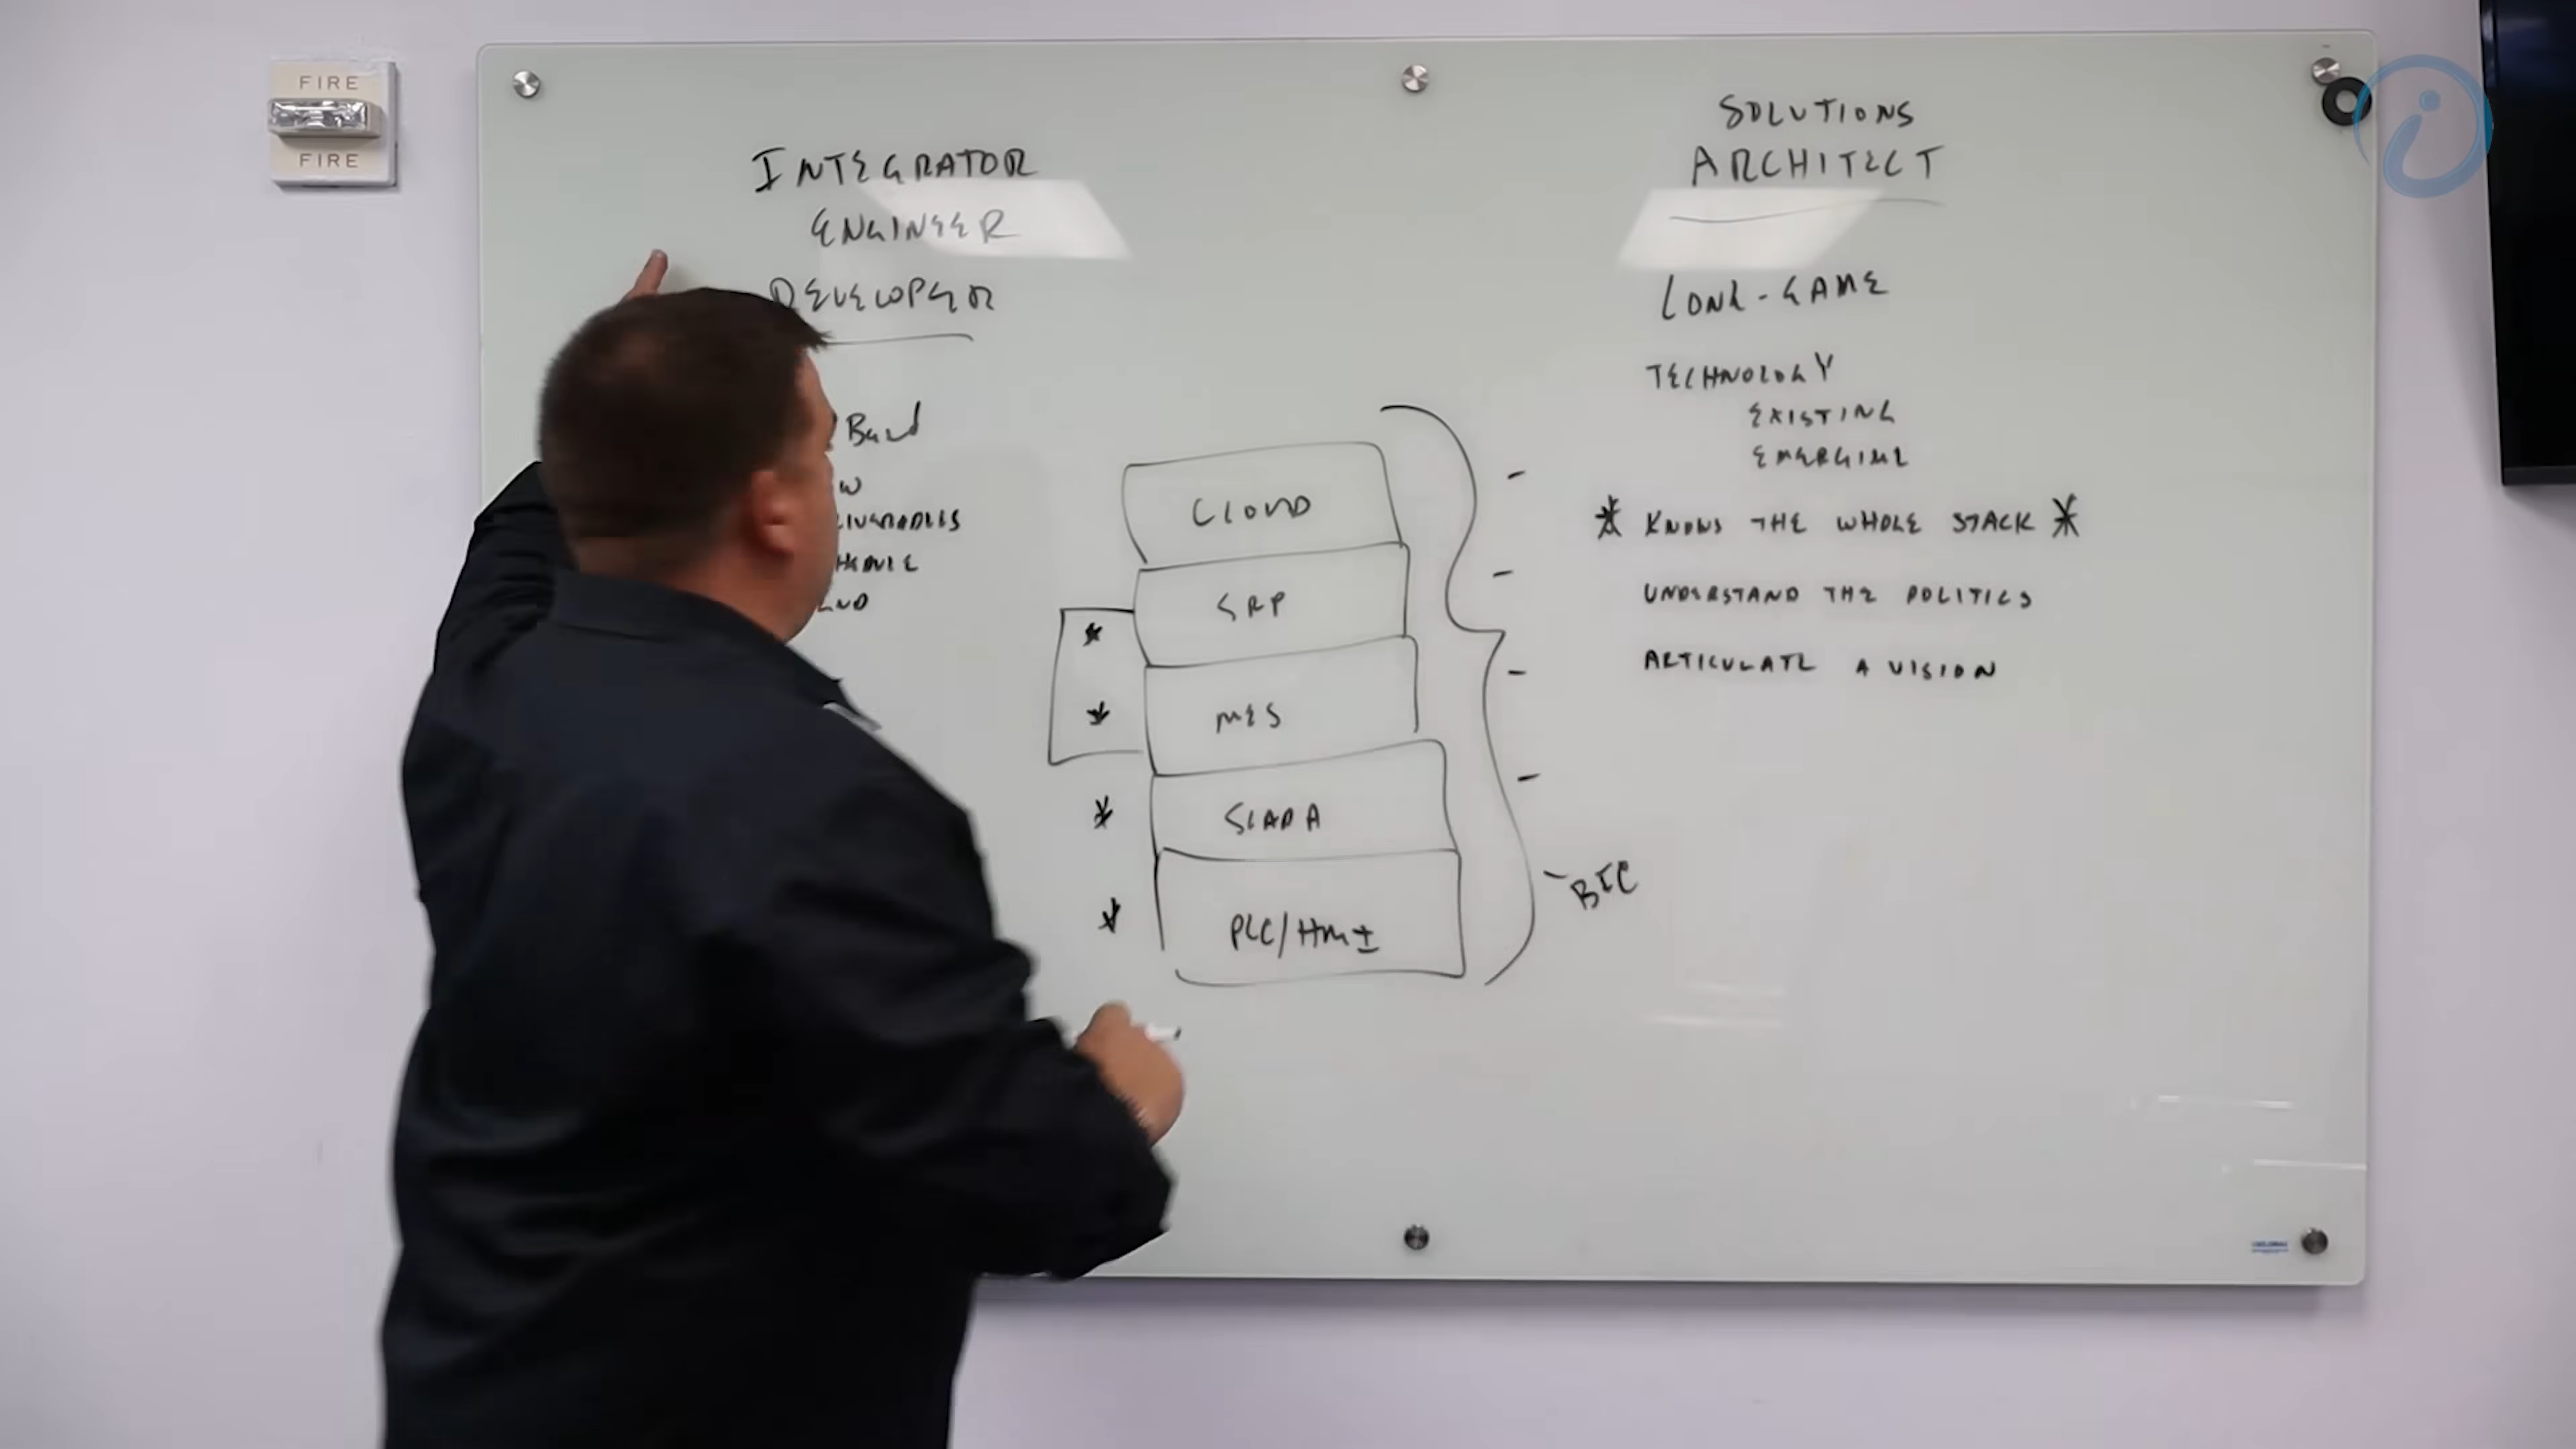 FIRE
FIRE
INTEGRATOR
ENGINEER
DEVELOPER
SOLUTIONS
ARCHITECT
LONG-GAME
TECHNOLOGY
EXISTING
EMERGING
* KNOWS THE WHOLE STACK *
UNDERSTAND THE POLITICS
ARTICULATE A VISION
CLOUD
ERP
MES
SCADA
PLC/HMI
BIC